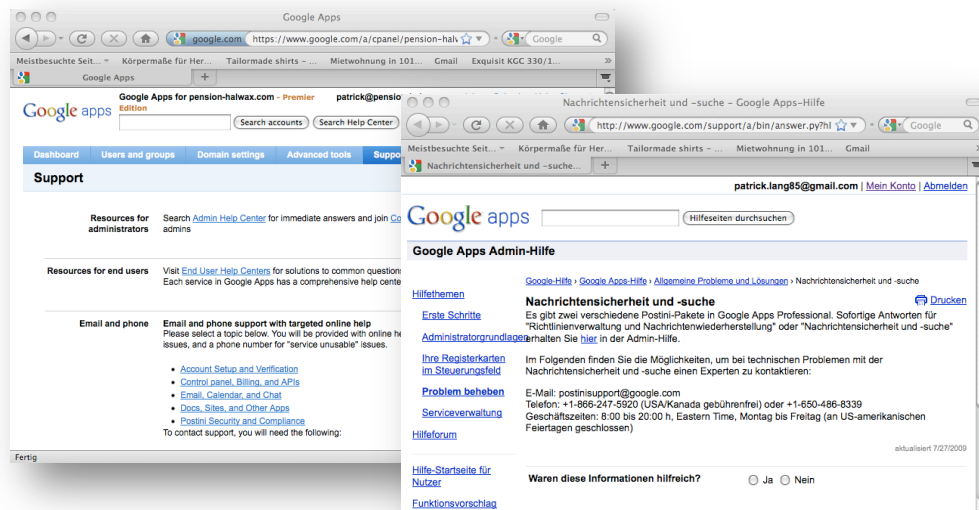 Google Apps
google.com https://www.google.com/a/cpanel/pension-halv
Google
Meistbesuchte Seit... Körpermaße für Her... Tailormade shirts – ... Mietwohnung in 101... Gmail Exquisit KGC 330/1... »
Google Apps +
Google apps
Google Apps for pension-halwax.com - Premier
Edition
Search accounts Search Help Center
Dashboard Users and groups Domain settings Advanced tools
Support
Resources for
administrators
Search Admin Help Center for immediate answers and join
admins
Resources for end users
Visit End User Help Centers for solutions to common question
Each service in Google Apps has a comprehensive help cente
Email and phone
Email and phone support with targeted online help
Please select a topic below. You will be provided with online he
issues, and a phone number for "service unusable" issues.
• Account Setup and Verification
• Control panel, Billing, and APIs
• Email, Calendar, and Chat
• Docs, Sites, and Other Apps
• Postini Security and Compliance
To contact support, you will need the following:
Fertig
Nachrichtensicherheit und -suche – Google Apps-Hilfe
http://www.google.com/support/a/bin/answer.py?hl
Google
Meistbesuchte Seit... Körpermaße für Her... Tailormade shirts – ... Mietwohnung in 101... Gmail
Nachrichtensicherheit und -suche... +
patrick.lang85@gmail.com | Mein Konto | Abmelden
Google apps
Hilfeseiten durchsuchen
Google Apps Admin-Hilfe
Google-Hilfe › Google Apps-Hilfe › Allgemeine Probleme und Lösungen › Nachrichtensicherheit und -suche
Hilfethemen
Erste Schritte
Administratorgrundlagen
Ihre Registerkarten
im Steuerungsfeld
Problem beheben
Serviceverwaltung
Hilfeforum
Hilfe-Startseite für
Nutzer
Funktionsvorschlag
Nachrichtensicherheit und -suche
Drucken
Es gibt zwei verschiedene Postini-Pakete in Google Apps Professional. Sofortige Antworten für
"Richtlinienverwaltung und Nachrichtenwiederherstellung" oder "Nachrichtensicherheit und -suche"
erhalten Sie hier in der Admin-Hilfe.
Im Folgenden finden Sie die Möglichkeiten, um bei technischen Problemen mit der
Nachrichtensicherheit und -suche einen Experten zu kontaktieren:
E-Mail: postinisupport@google.com
Telefon: +1-866-247-5920 (USA/Kanada gebührenfrei) oder +1-650-486-8339
Geschäftszeiten: 8:00 bis 20:00 h, Eastern Time, Montag bis Freitag (an US-amerikanischen
Feiertagen geschlossen)
aktualisiert 7/27/2009
Waren diese Informationen hilfreich?
Ja Nein